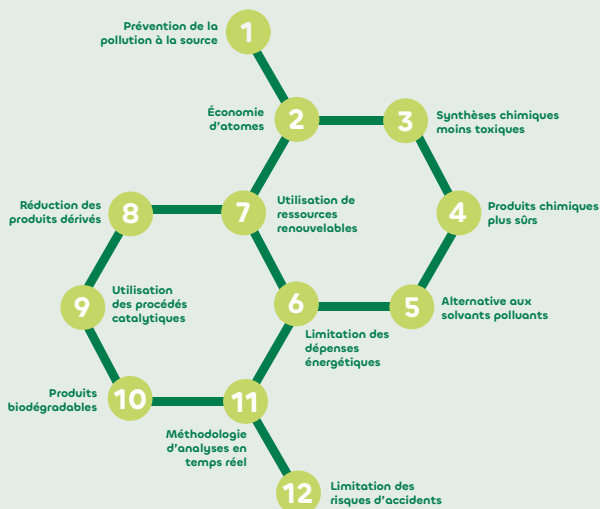 1
Prévention de la
pollution à la source
2
Économie
d'atomes
3
Synthèses chimiques
moins toxiques
4
Produits chimiques
plus sûrs
5
Alternative aux
solvants polluants
6
Limitation des
dépenses
énergétiques
7
Utilisation de
ressources
renouvelables
8
Réduction des
produits dérivés
9
Utilisation
des procédés
catalytiques
10
Produits
biodégradables
11
Méthodologie
d'analyses en
temps réel
12
Limitation des
risques d'accidents